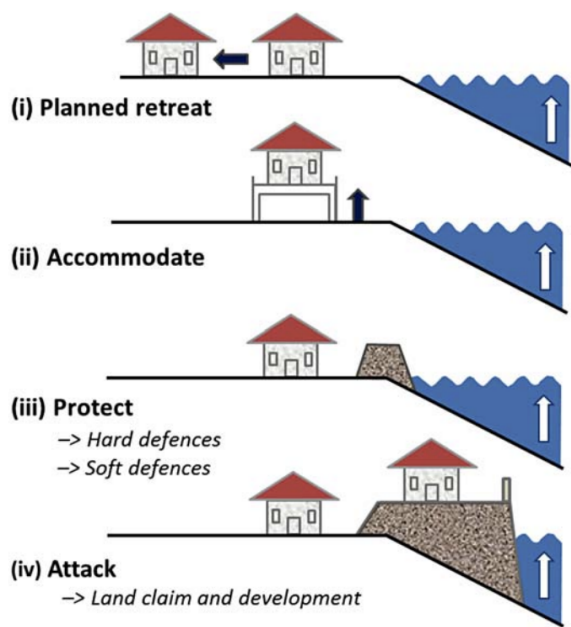 (i) Planned retreat
(ii) Accommodate
(iii) Protect
–> Hard defences
–> Soft defences
(iv) Attack
–> Land claim and development